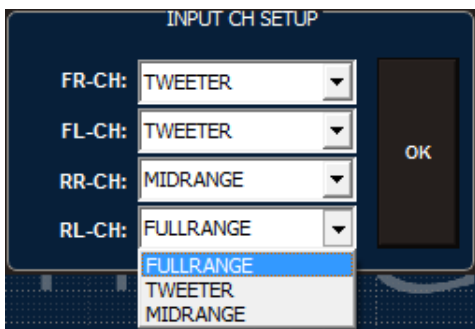 INPUT CH SETUP
FR-CH: TWEETER
FL-CH: TWEETER
OK
RR-CH: MIDRANGE
RL-CH: FULLRANGE
FULLRANGE
TWEETER
MIDRANGE